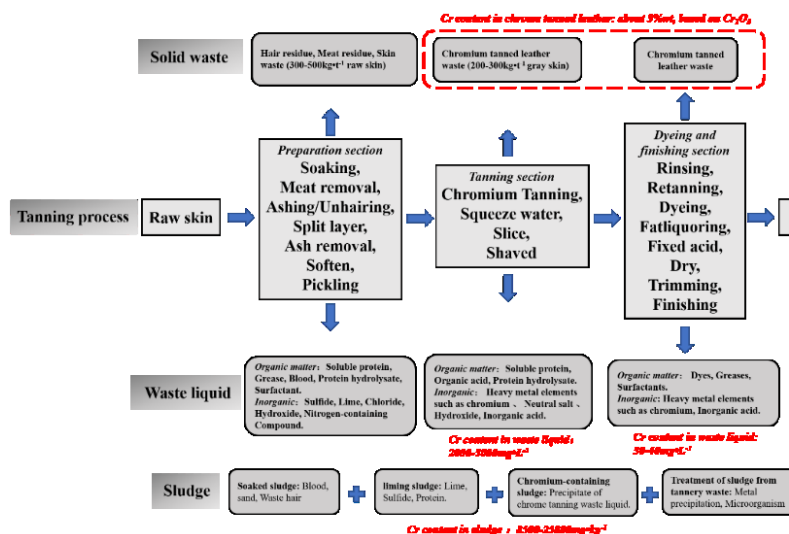 Cr content in chrome tanned leather: about 3%wt, based on Cr₂O₃
Solid waste
Hair residue, Meat residue, Skin
waste (300-500kg•t⁻¹ raw skin)
Chromium tanned leather
waste (200-300kg•t⁻¹ gray skin)
Chromium tanned
leather waste
Tanning process
Raw skin
Preparation section
Soaking,
Meat removal,
Ashing/Unhairing,
Split layer,
Ash removal,
Soften,
Pickling
Tanning section
Chromium Tanning,
Squeeze water,
Slice,
Shaved
Dyeing and
finishing section
Rinsing,
Retanning,
Dyeing,
Fatliquoring,
Fixed acid,
Dry,
Trimming,
Finishing
Waste liquid
Organic matter: Soluble protein,
Grease, Blood, Protein hydrolysate,
Surfactant.
Inorganic: Sulfide, Lime, Chloride,
Hydroxide, Nitrogen-containing
Compound.
Organic matter: Soluble protein,
Organic acid, Protein hydrolysate.
Inorganic: Heavy metal elements
such as chromium 、 Neutral salt 、
Hydroxide, Inorganic acid.
Cr content in waste liquid:
2000-3000mg•L⁻¹
Organic matter: Dyes, Greases,
Surfactants.
Inorganic: Heavy metal elements
such as chromium, Inorganic acid.
Cr content in waste liquid:
Sludge
Soaked sludge: Blood,
sand, Waste hair
liming sludge: Lime,
Sulfide, Protein.
Chromium-containing
sludge: Precipitate of
chrome tanning waste liquid.
Treatment of sludge from
tannery waste: Metal
precipitation, Microorganism
Cr content in sludge :